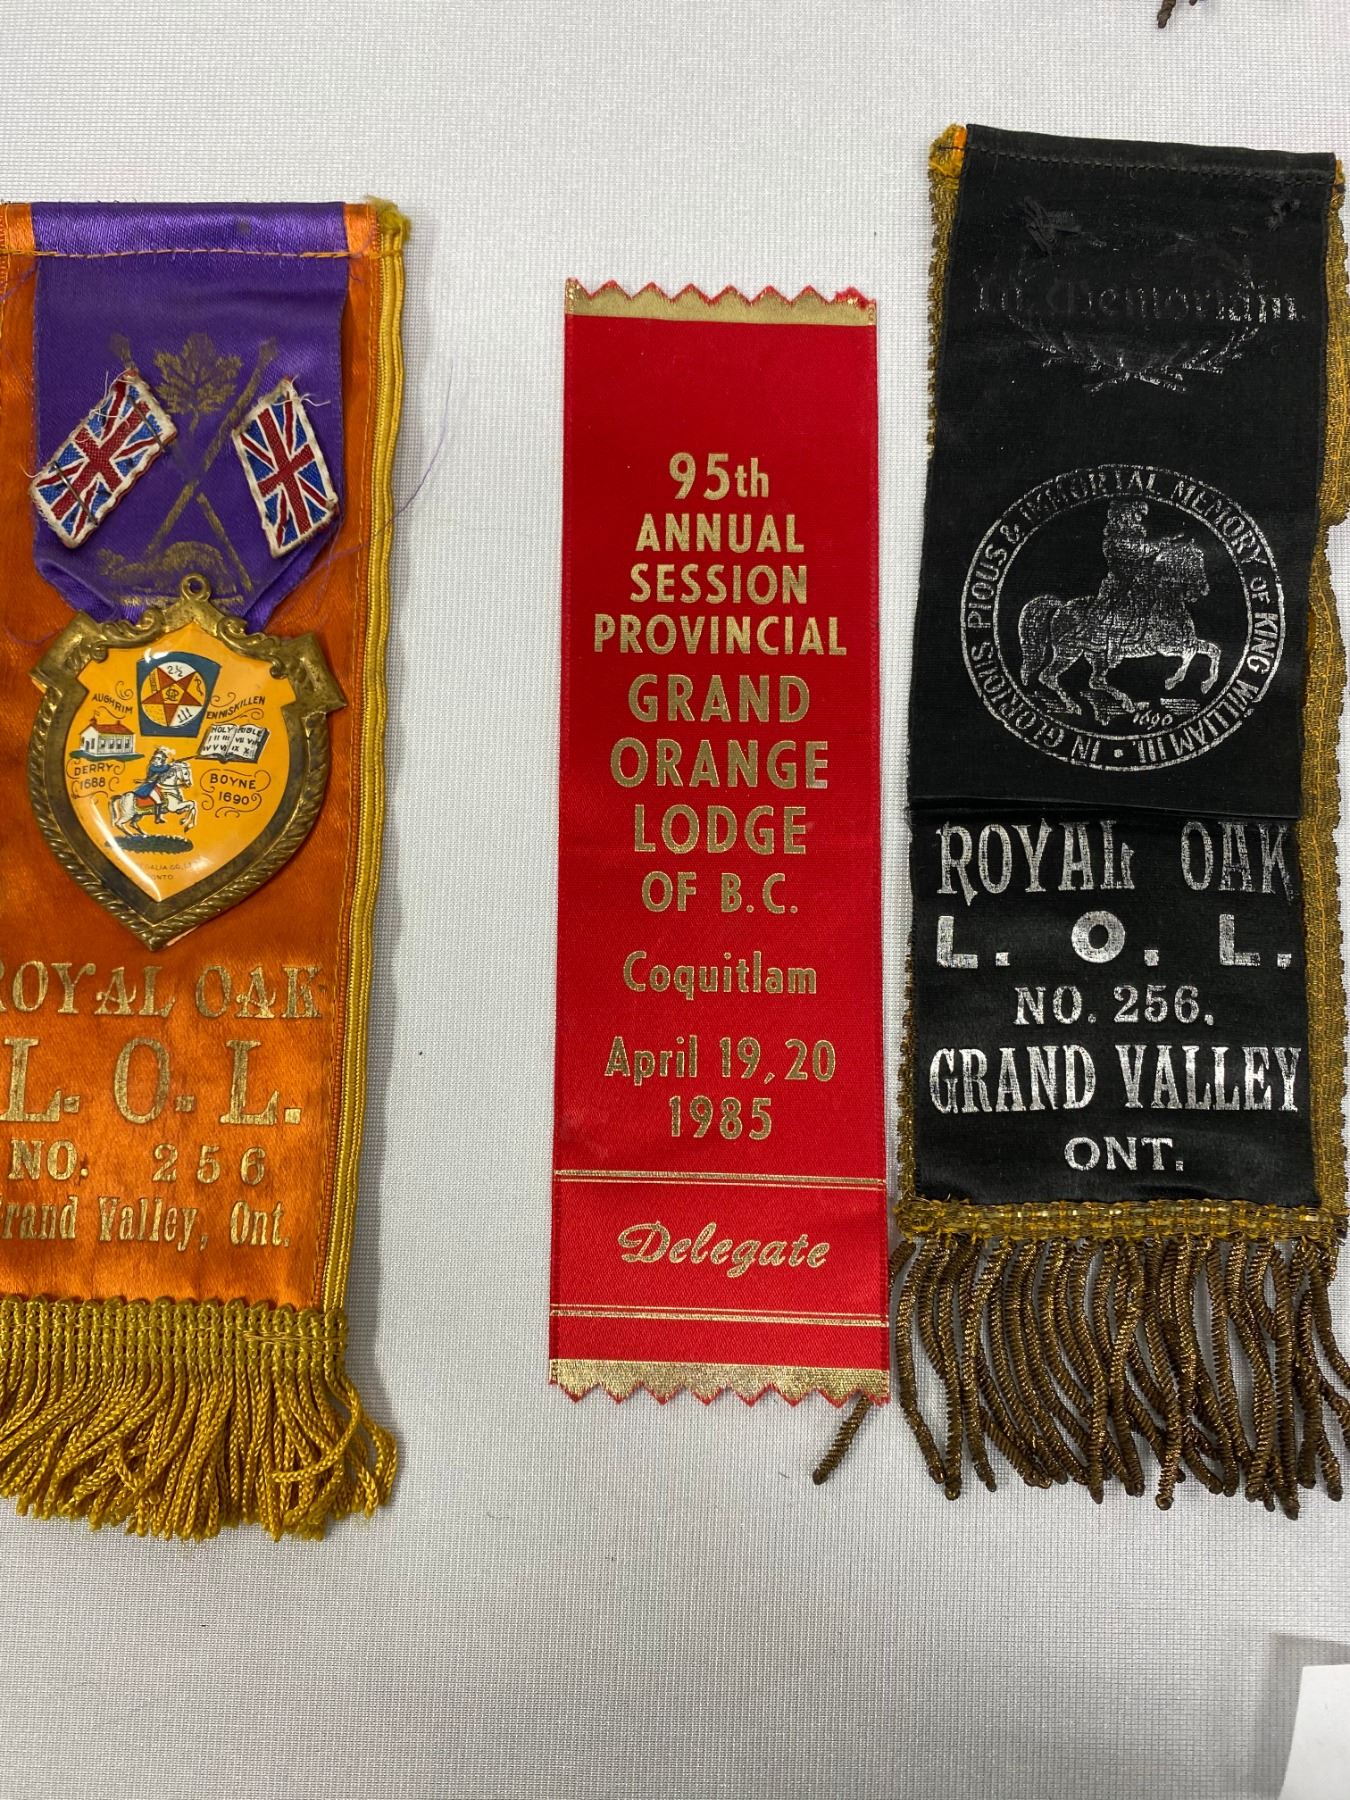 2½
AUGHRIM
ENNISKILLEN
HOLY BIBLE
DERRY
1688
BOYNE
1690
ROYAL OAK
L. O. L.
NO. 256
Grand Valley, Ont.
95th
ANNUAL
SESSION
PROVINCIAL
GRAND
ORANGE
LODGE
OF B.C.
Coquitlam
April 19, 20
1985
Delegate
In Memoriam.
IN GLORIOUS PIOUS & IMMORTAL MEMORY OF KING WILLIAM III.
1690
ROYAL OAK
L. O. L.
NO. 256.
GRAND VALLEY
ONT.